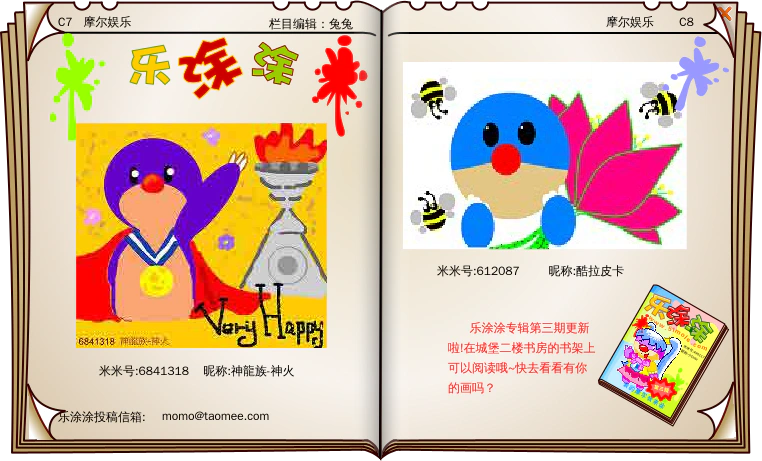 C7 摩尔娱乐
栏目编辑：兔兔
乐涂涂
6841318 神龍族-神火
Very Happy
米米号:6841318 昵称:神龍族-神火
乐涂涂投稿信箱: momo@taomee.com
摩尔娱乐 C8
米米号:612087 昵称:酷拉皮卡
乐涂涂专辑第三期更新
啦!在城堡二楼书房的书架上
可以阅读哦~快去看看有你
的画吗？
乐涂涂